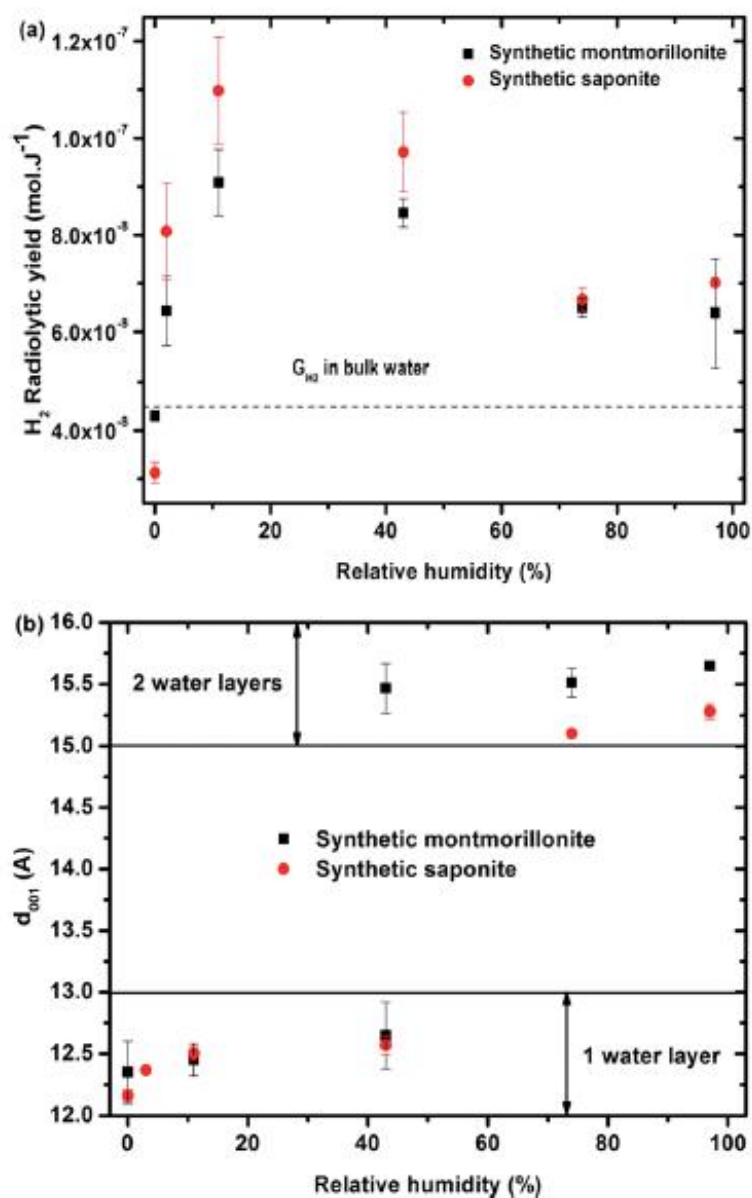 (a)
1.2x10⁻⁷
1.0x10⁻⁷
8.0x10⁻⁸
6.0x10⁻⁸
4.0x10⁻⁸
H₂ Radiolytic yield (mol.J⁻¹)
Synthetic montmorillonite
Synthetic saponite
G_H2 in bulk water
0 20 40 60 80 100
Relative humidity (%)
(b)
16.0
15.5
15.0
14.5
14.0
13.5
13.0
12.5
12.0
d₀₀₁ (A)
2 water layers
Synthetic montmorillonite
Synthetic saponite
1 water layer
0 20 40 60 80 100
Relative humidity (%)